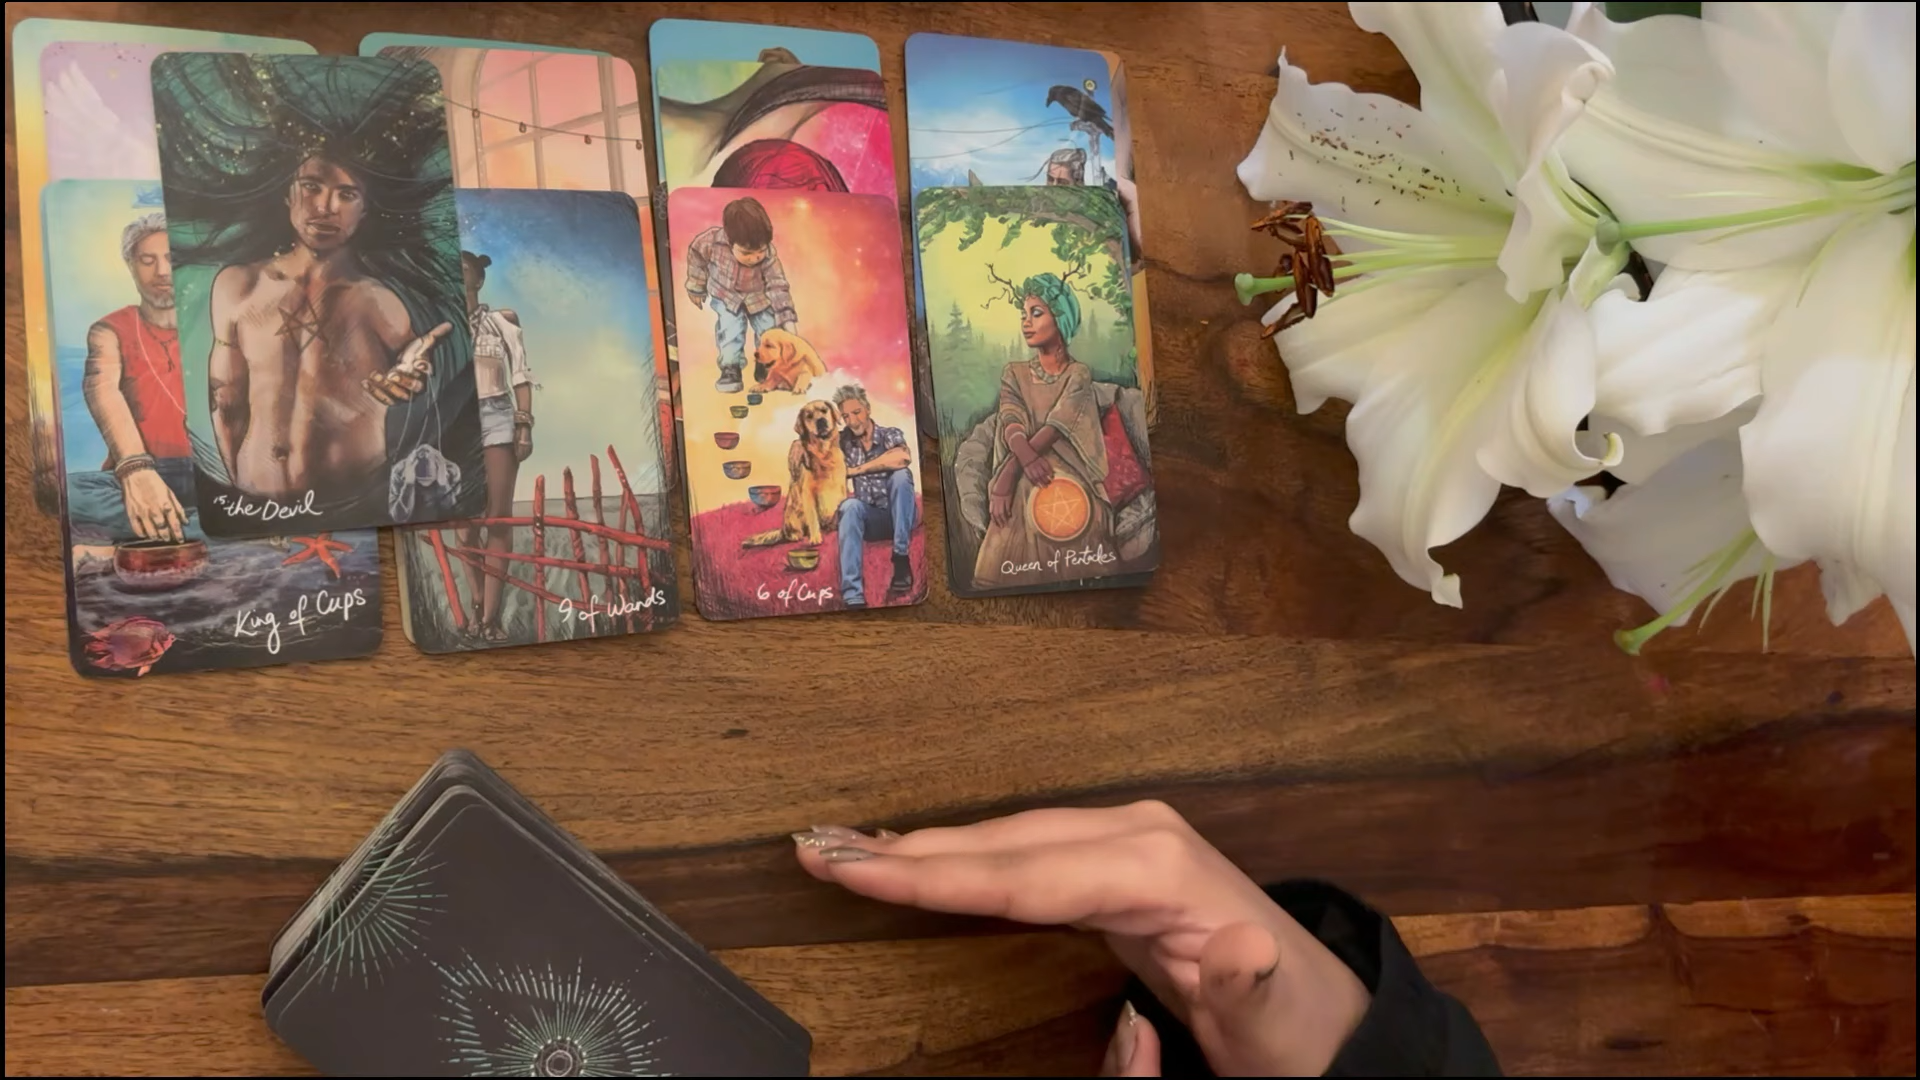 15. the Devil
King of Cups
9 of Wands
6 of Cups
Queen of Pentacles